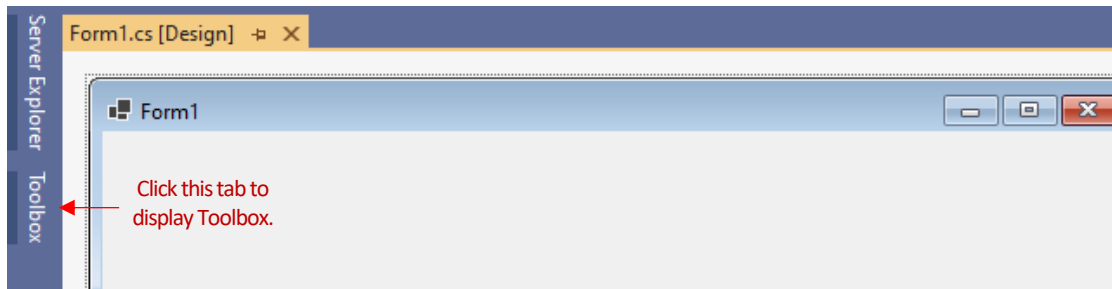 Server Explorer
Toolbox
Form1.cs [Design]
Form1
Click this tab to
display Toolbox.